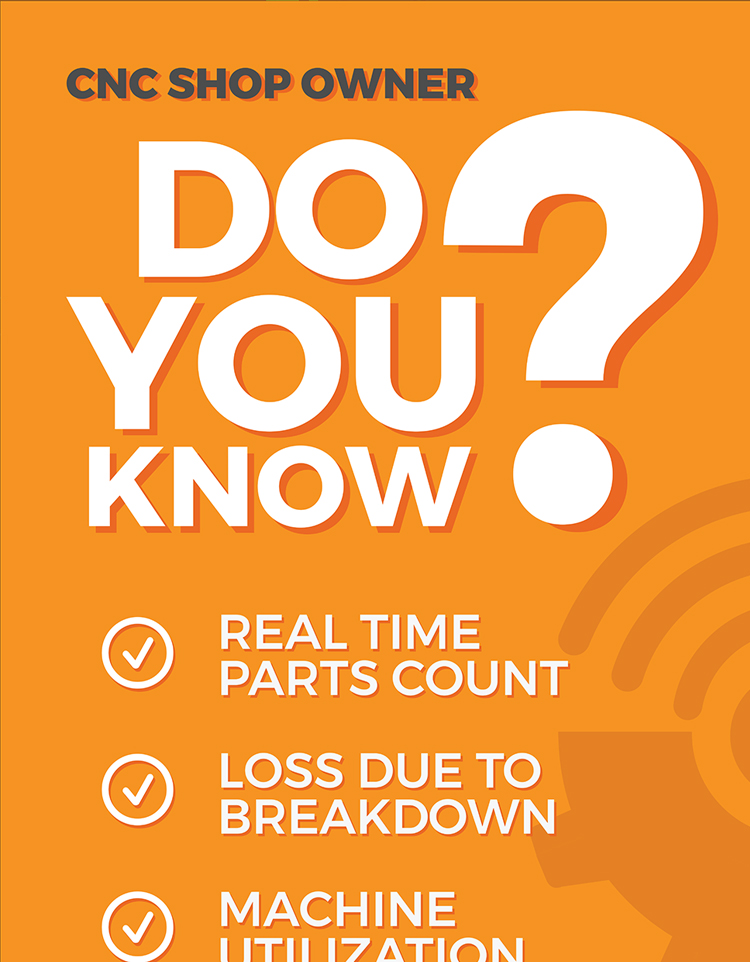 CNC SHOP OWNER
DO
YOU
KNOW
?
REAL TIME
PARTS COUNT
LOSS DUE TO
BREAKDOWN
MACHINE
UTILIZATION